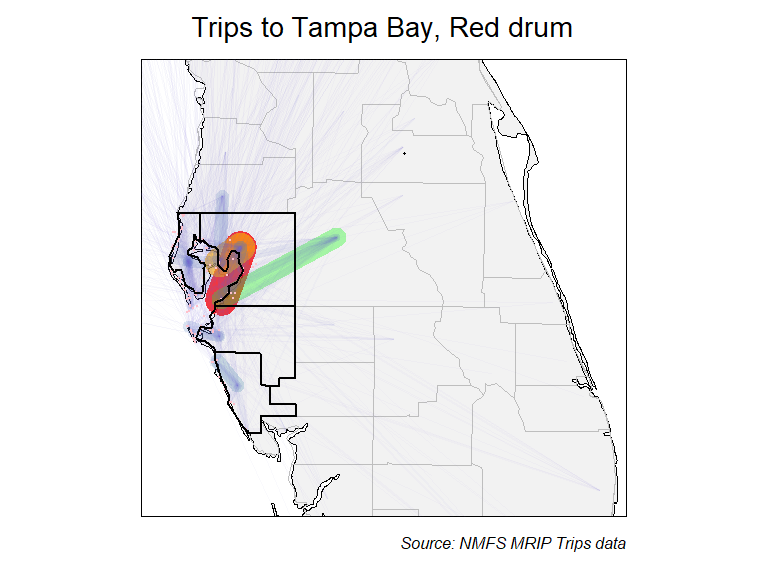 Trips to Tampa Bay, Red drum
Source: NMFS MRIP Trips data